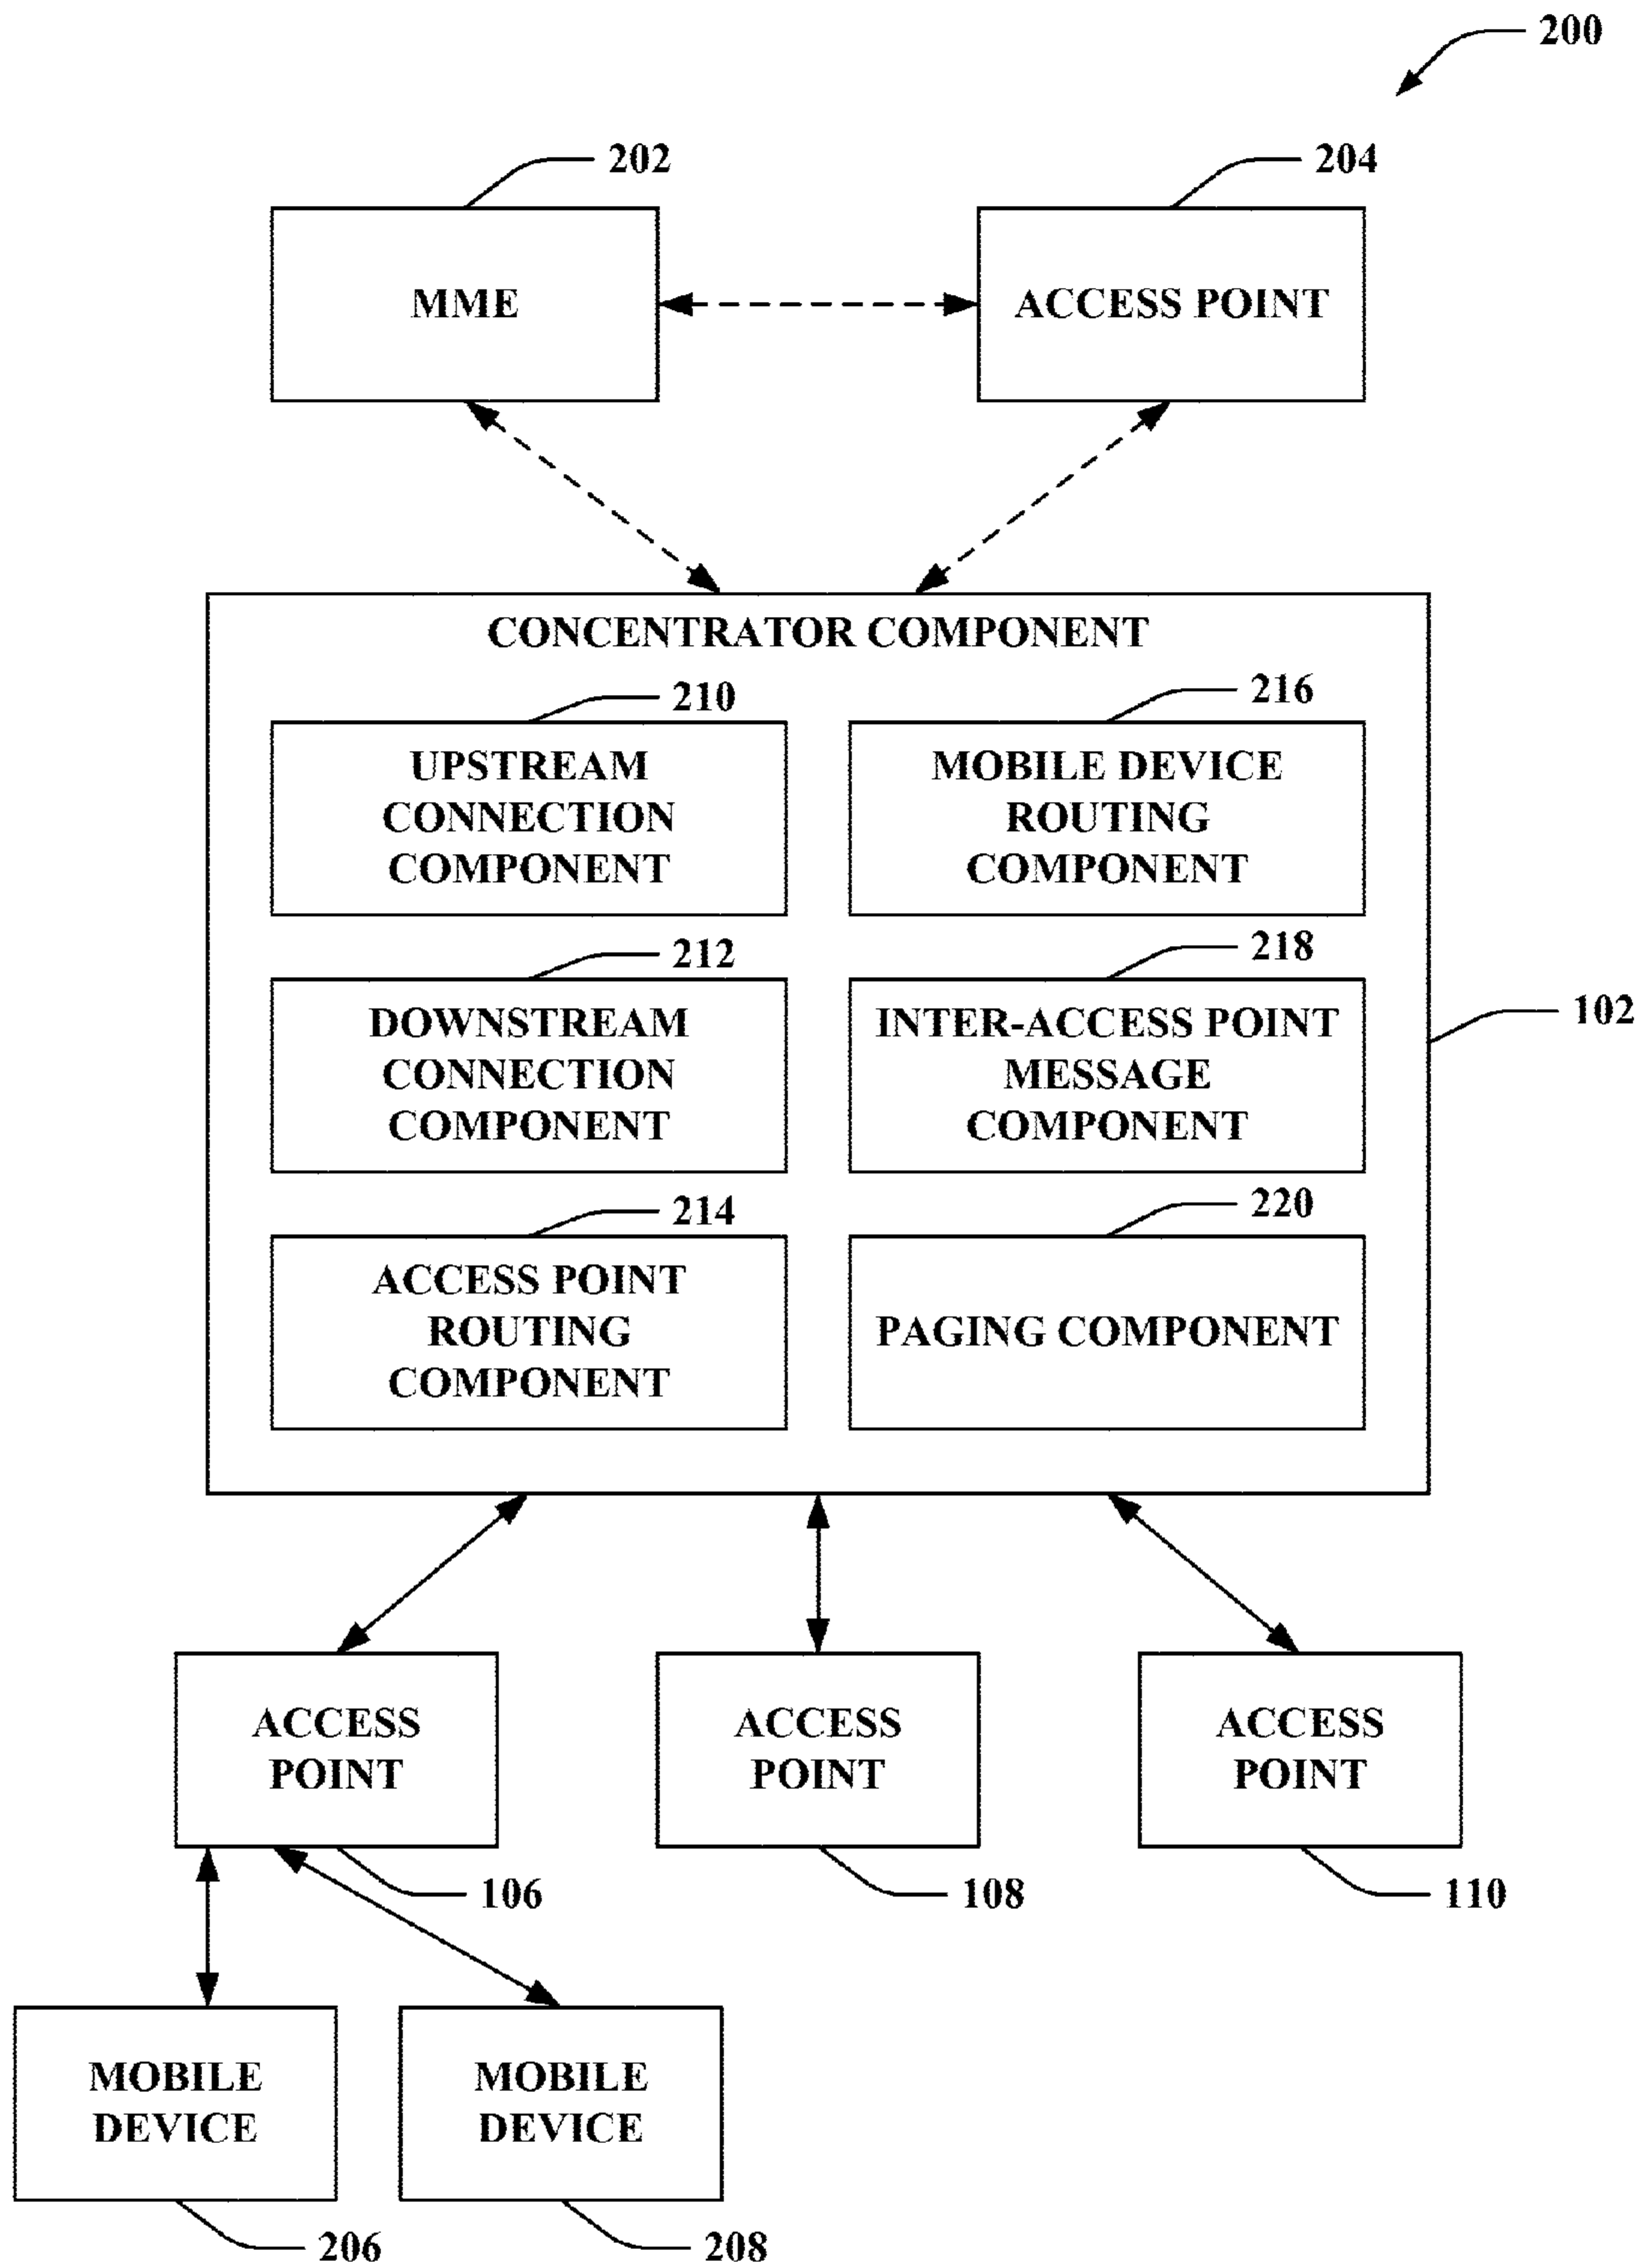 200
202
204
MME
ACCESS POINT
CONCENTRATOR COMPONENT
210
216
UPSTREAM
CONNECTION
COMPONENT
MOBILE DEVICE
ROUTING
COMPONENT
212
218
DOWNSTREAM
CONNECTION
COMPONENT
INTER-ACCESS POINT
MESSAGE
COMPONENT
102
214
220
ACCESS POINT
ROUTING
COMPONENT
PAGING COMPONENT
ACCESS
POINT
ACCESS
POINT
ACCESS
POINT
106
108
110
MOBILE
DEVICE
MOBILE
DEVICE
206
208